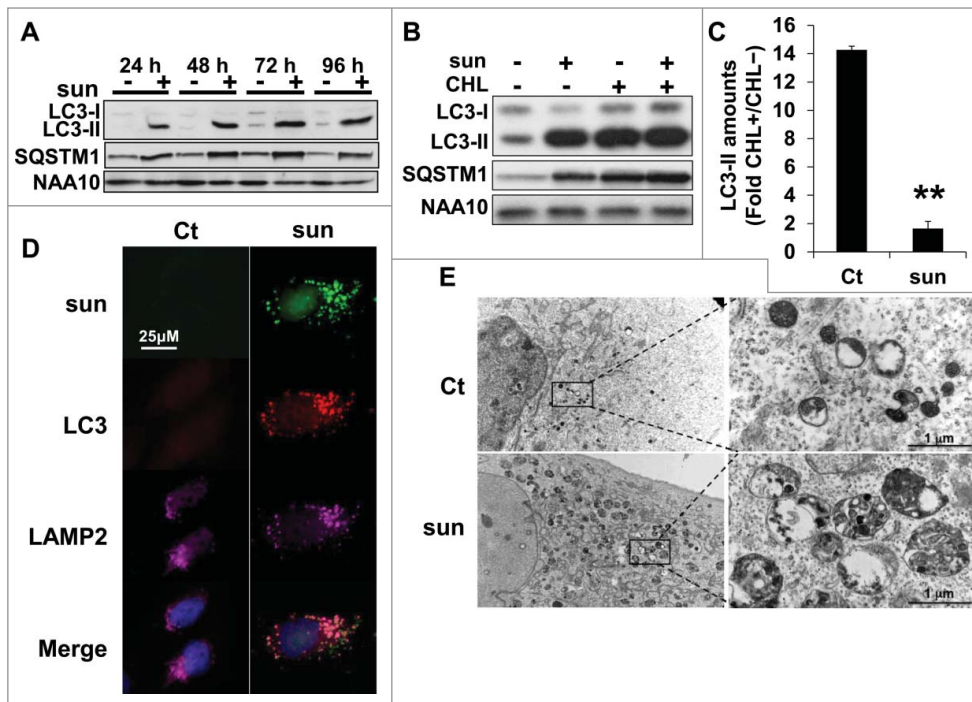 A
24 h 48 h 72 h 96 h
sun - + - + - + - +
LC3-I
LC3-II
SQSTM1
NAA10
B
sun - + - +
CHL - - + +
LC3-I
LC3-II
SQSTM1
NAA10
C
LC3-II amounts
(Fold CHL+/CHL–)
16
14
12
10
8
6
4
2
0
**
Ct sun
D
Ct sun
sun
25µM
LC3
LAMP2
Merge
E
Ct
1 µm
sun
1 µm